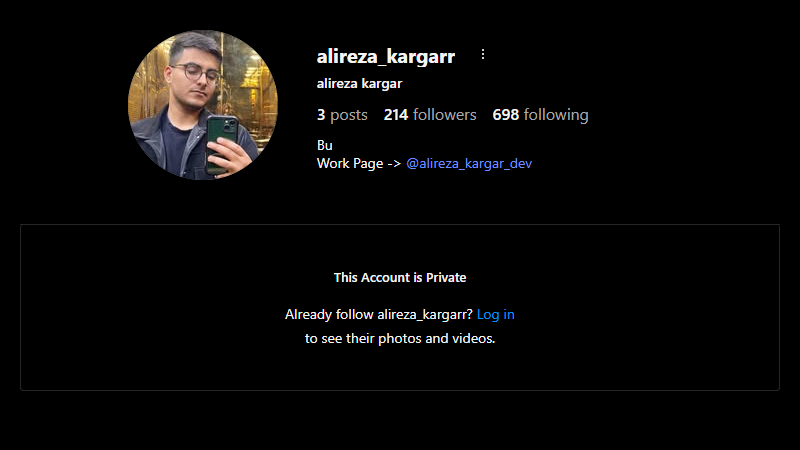 alireza_kargarr
alireza kargar
3 posts 214 followers 698 following
Bu
Work Page -> @alireza_kargar_dev
This Account is Private
Already follow alireza_kargarr? Log in
to see their photos and videos.